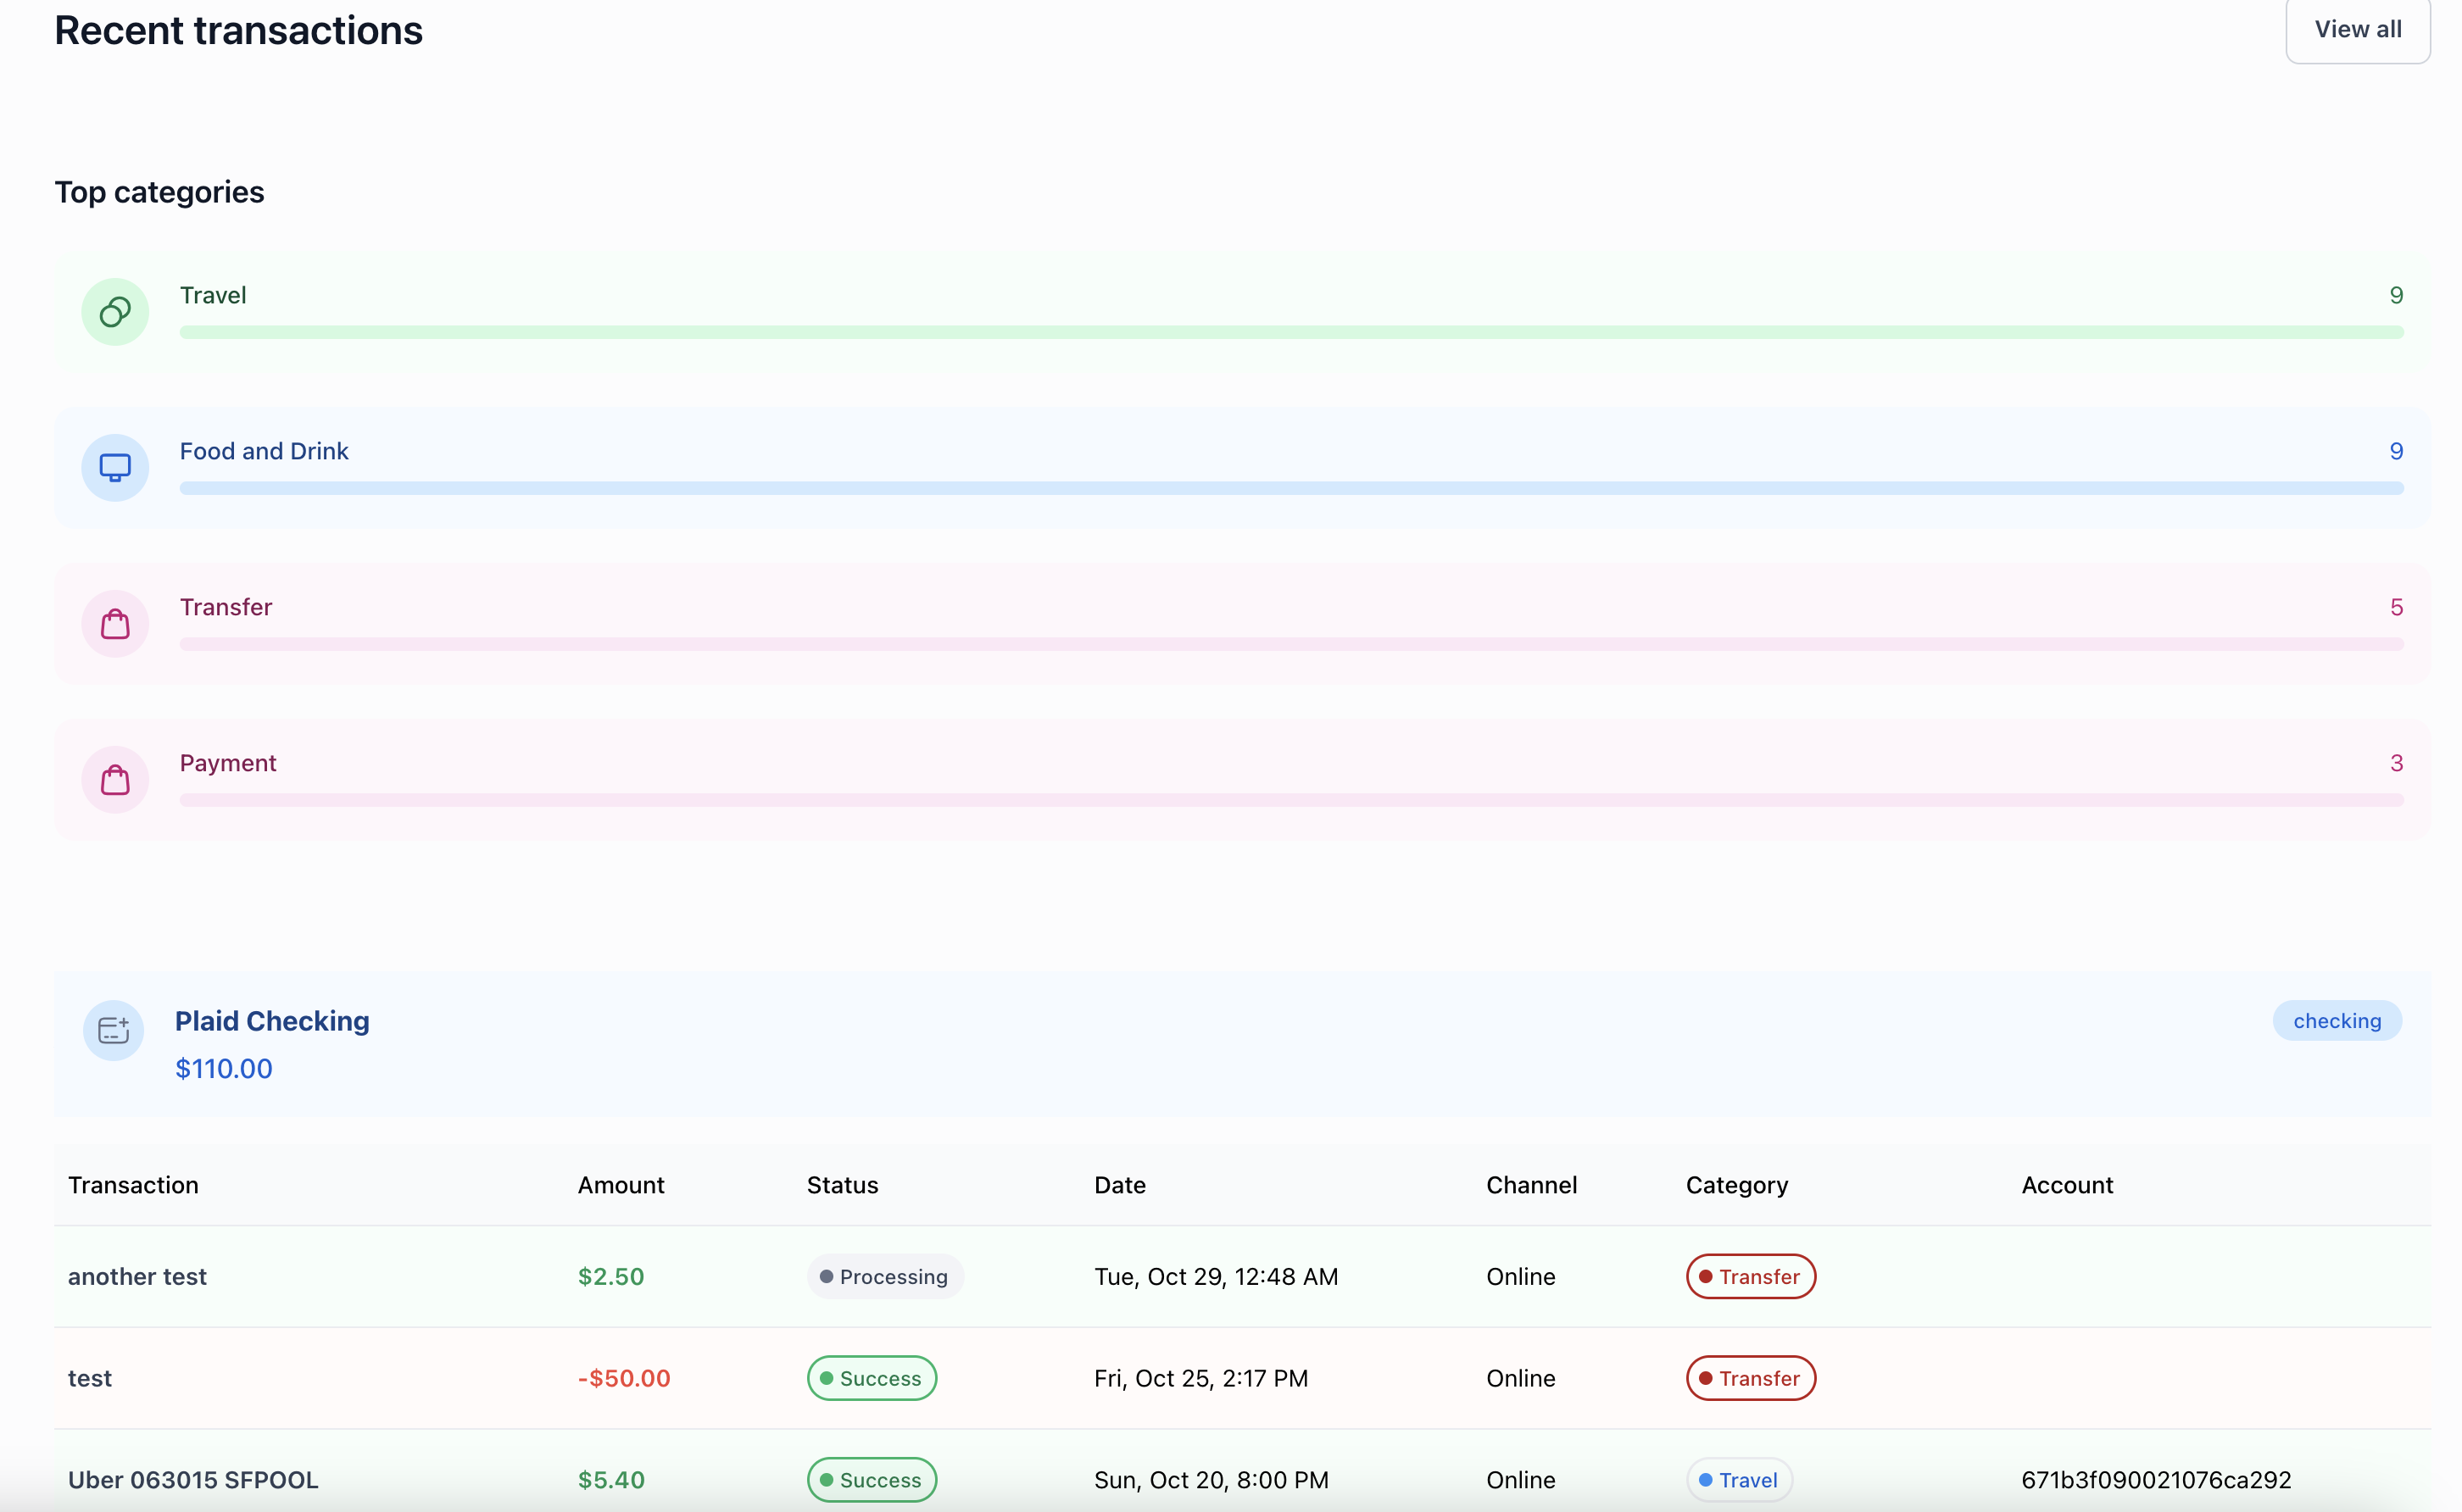 Recent transactions View all
Top categories
Travel 9
Food and Drink 9
Transfer 5
Payment 3
Plaid Checking checking
$110.00
Transaction Amount Status Date Channel Category Account
another test $2.50 Processing Tue, Oct 29, 12:48 AM Online Transfer
test -$50.00 Success Fri, Oct 25, 2:17 PM Online Transfer
Uber 063015 SFPOOL $5.40 Success Sun, Oct 20, 8:00 PM Online Travel 671b3f090021076ca292